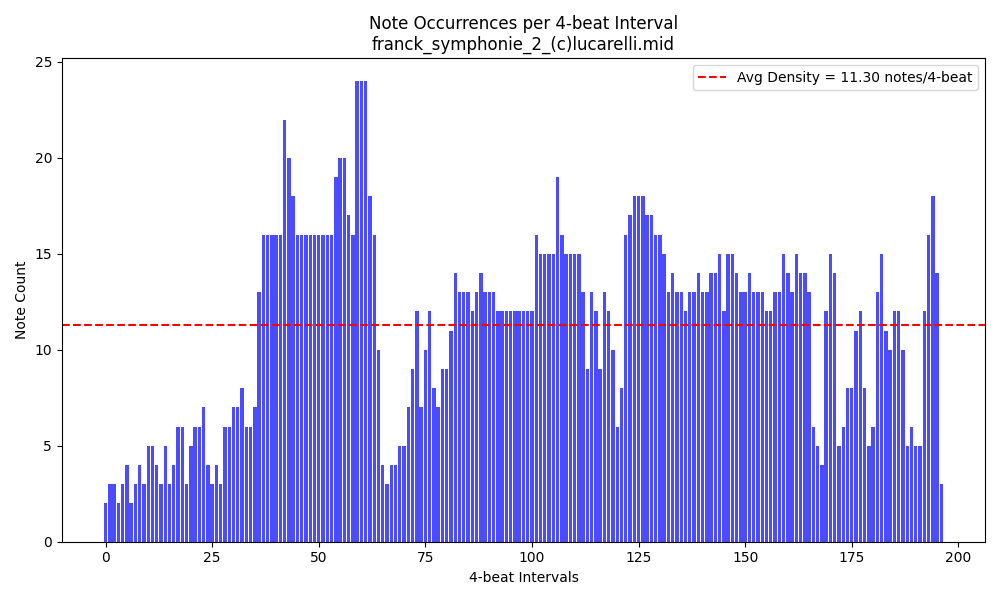 Note Occurrences per 4-beat Interval
franck_symphonie_2_(c)lucarelli.mid
Avg Density = 11.30 notes/4-beat
Note Count
25
20
15
10
5
0
0 25 50 75 100 125 150 175 200
4-beat Intervals